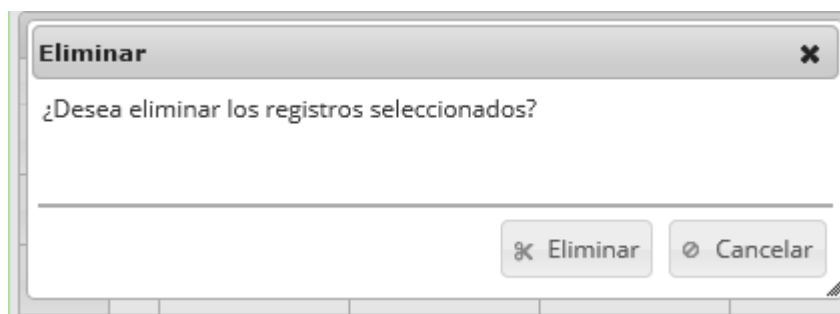 Eliminar
¿Desea eliminar los registros seleccionados?
Eliminar Cancelar